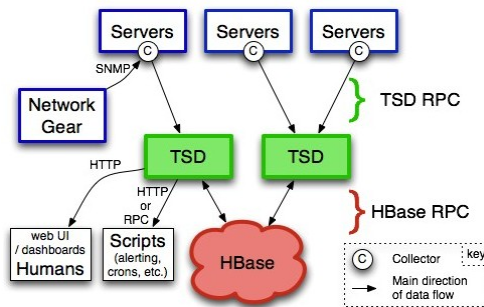 Servers
Servers
Servers
C
C
C
SNMP
Network
Gear
TSD RPC
TSD
TSD
HTTP
HTTP
or
RPC
HBase RPC
web UI
/ dashboards
Humans
Scripts
(alerting,
crons, etc.)
HBase
C
Collector
key
Main direction
of data flow